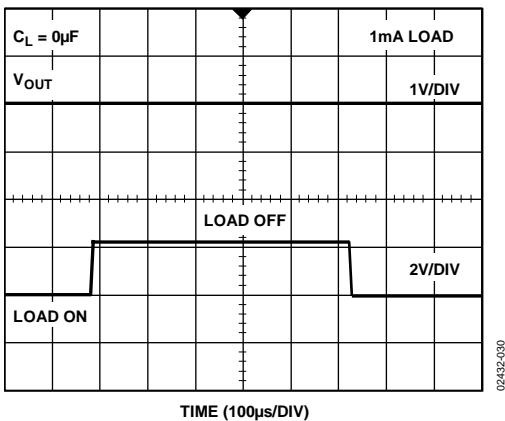 C_L = 0µF
1mA LOAD
V_OUT
1V/DIV
LOAD OFF
2V/DIV
LOAD ON
02432-030
TIME (100µs/DIV)